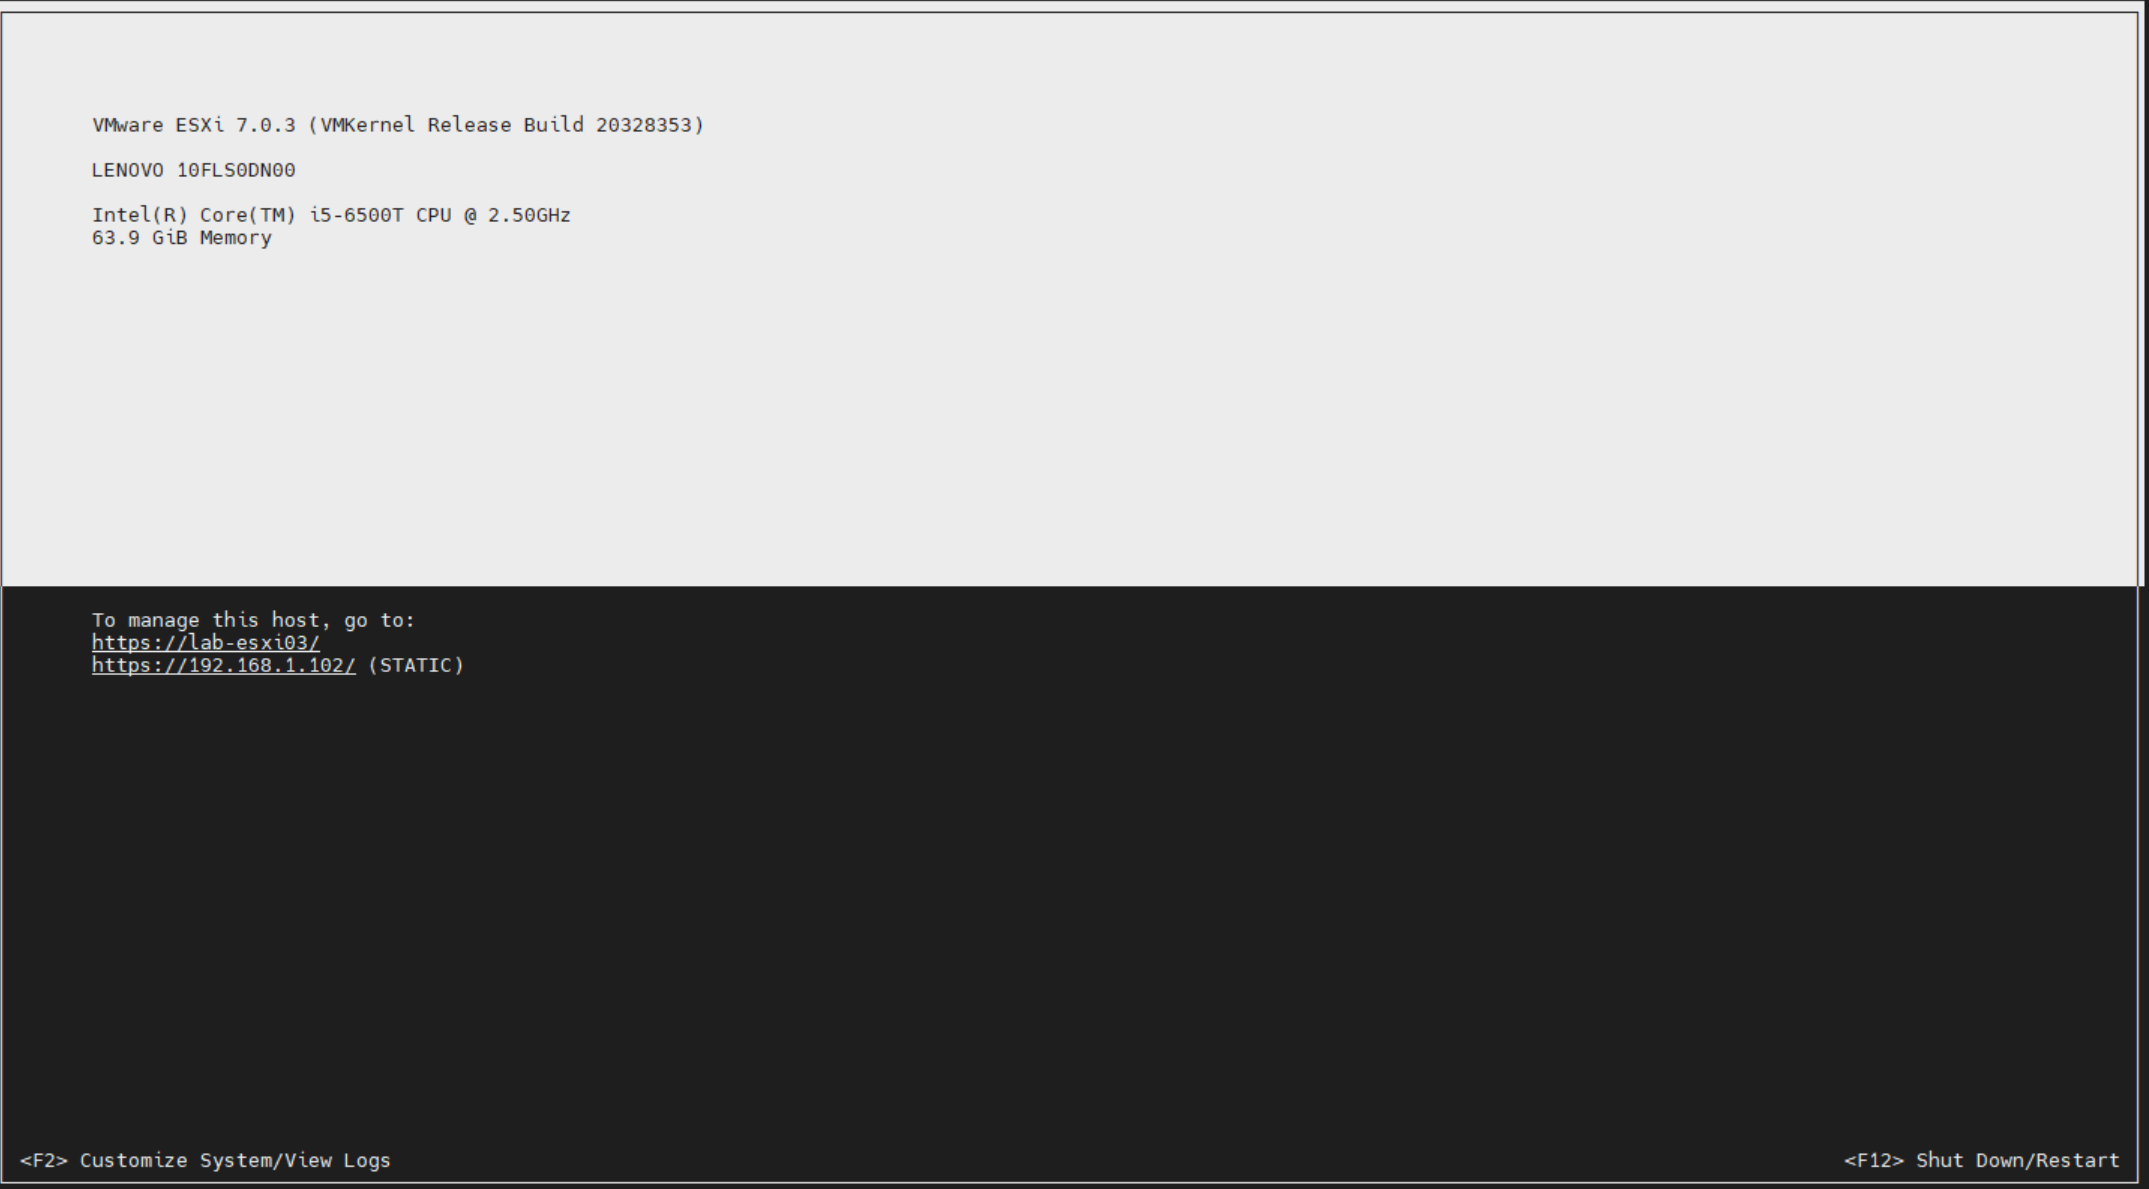 VMware ESXi 7.0.3 (VMKernel Release Build 20328353)
LENOVO 10FLS0DN00
Intel(R) Core(TM) i5-6500T CPU @ 2.50GHz
63.9 GiB Memory
To manage this host, go to:
https://lab-esxi03/
https://192.168.1.102/ (STATIC)
<F2> Customize System/View Logs
<F12> Shut Down/Restart